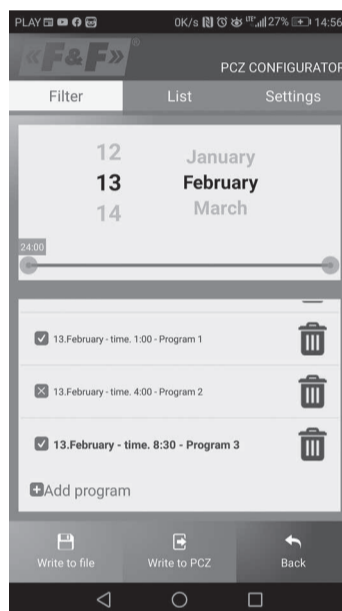 PLAY 0K/s LTE 27% 14:56
«F&F»®
PCZ CONFIGURATOR
Filter List Settings
12 January
13 February
14 March
24:00
13.February - time. 1:00 - Program 1
13.February - time. 4:00 - Program 2
13.February - time. 8:30 - Program 3
Add program
Write to file Write to PCZ Back